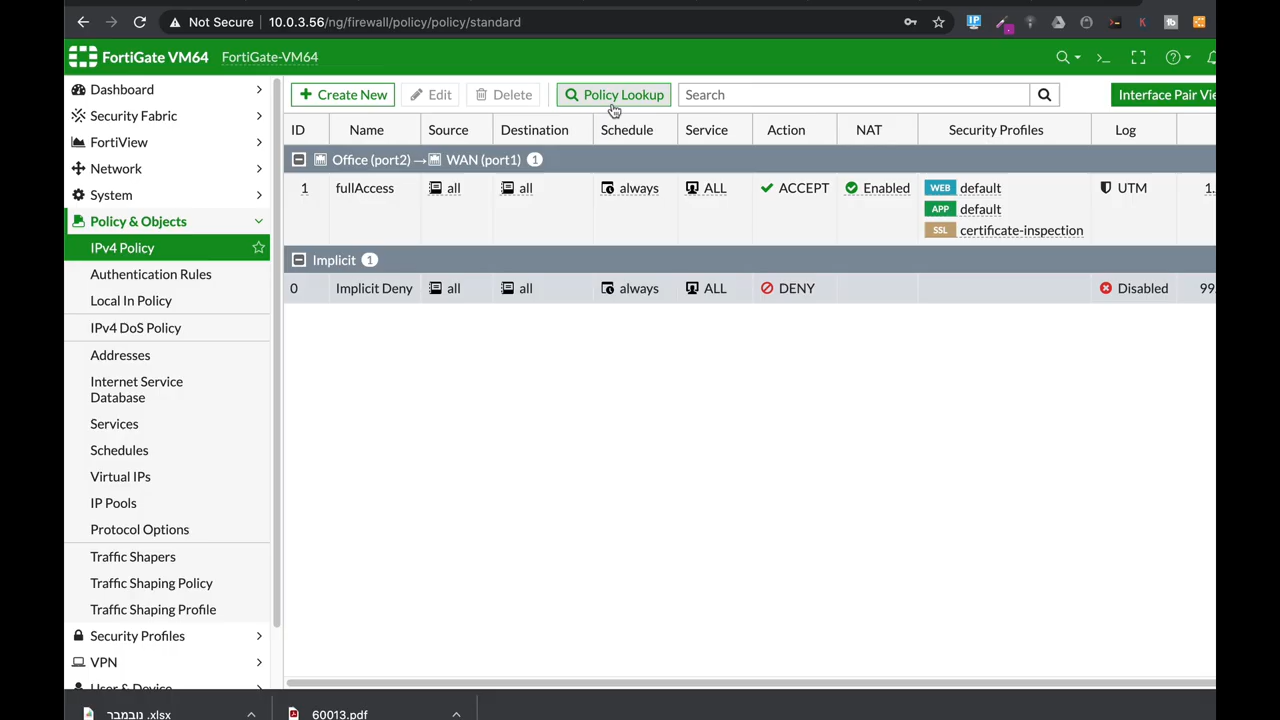 Not Secure 10.0.3.56/ng/firewall/policy/policy/standard
FortiGate VM64 FortiGate-VM64
Dashboard
Security Fabric
FortiView
Network
System
Policy & Objects
IPv4 Policy
Authentication Rules
Local In Policy
IPv4 DoS Policy
Addresses
Internet Service
Database
Services
Schedules
Virtual IPs
IP Pools
Protocol Options
Traffic Shapers
Traffic Shaping Policy
Traffic Shaping Profile
Security Profiles
VPN
User & Device
Create New Edit Delete Policy Lookup Search Interface Pair Vie
ID Name Source Destination Schedule Service Action NAT Security Profiles Log
Office (port2) → WAN (port1) 1
1 fullAccess all all always ALL ACCEPT Enabled WEB default UTM 1.
APP default
SSL certificate-inspection
Implicit 1
0 Implicit Deny all all always ALL DENY Disabled 99.
נובמבר .xlsx 60013.pdf